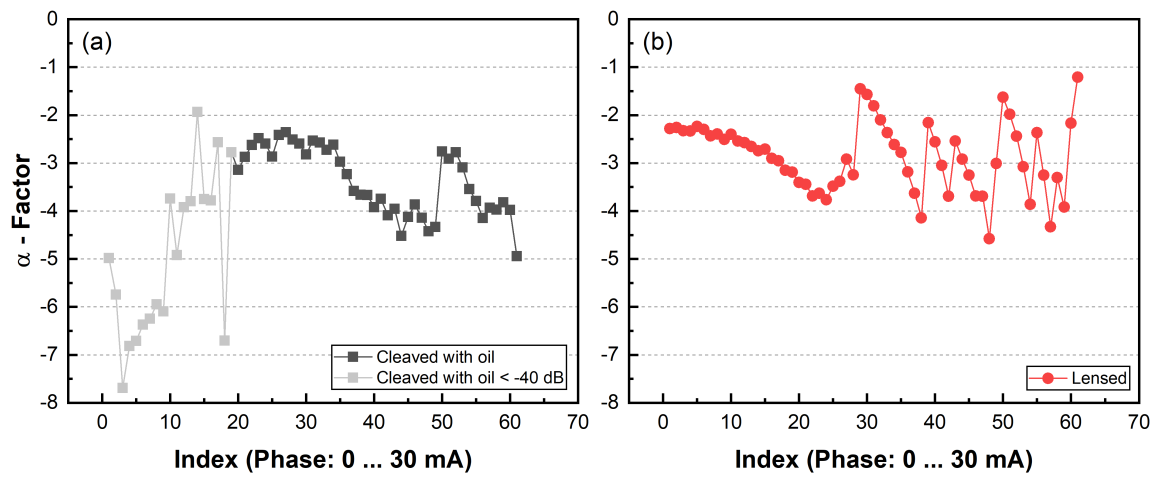 (a)
0
-1
-2
-3
-4
-5
-6
-7
-8
α - Factor
Cleaved with oil
Cleaved with oil < -40 dB
0 10 20 30 40 50 60 70
Index (Phase: 0 ... 30 mA)
(b)
0
-1
-2
-3
-4
-5
-6
-7
-8
Lensed
0 10 20 30 40 50 60 70
Index (Phase: 0 ... 30 mA)